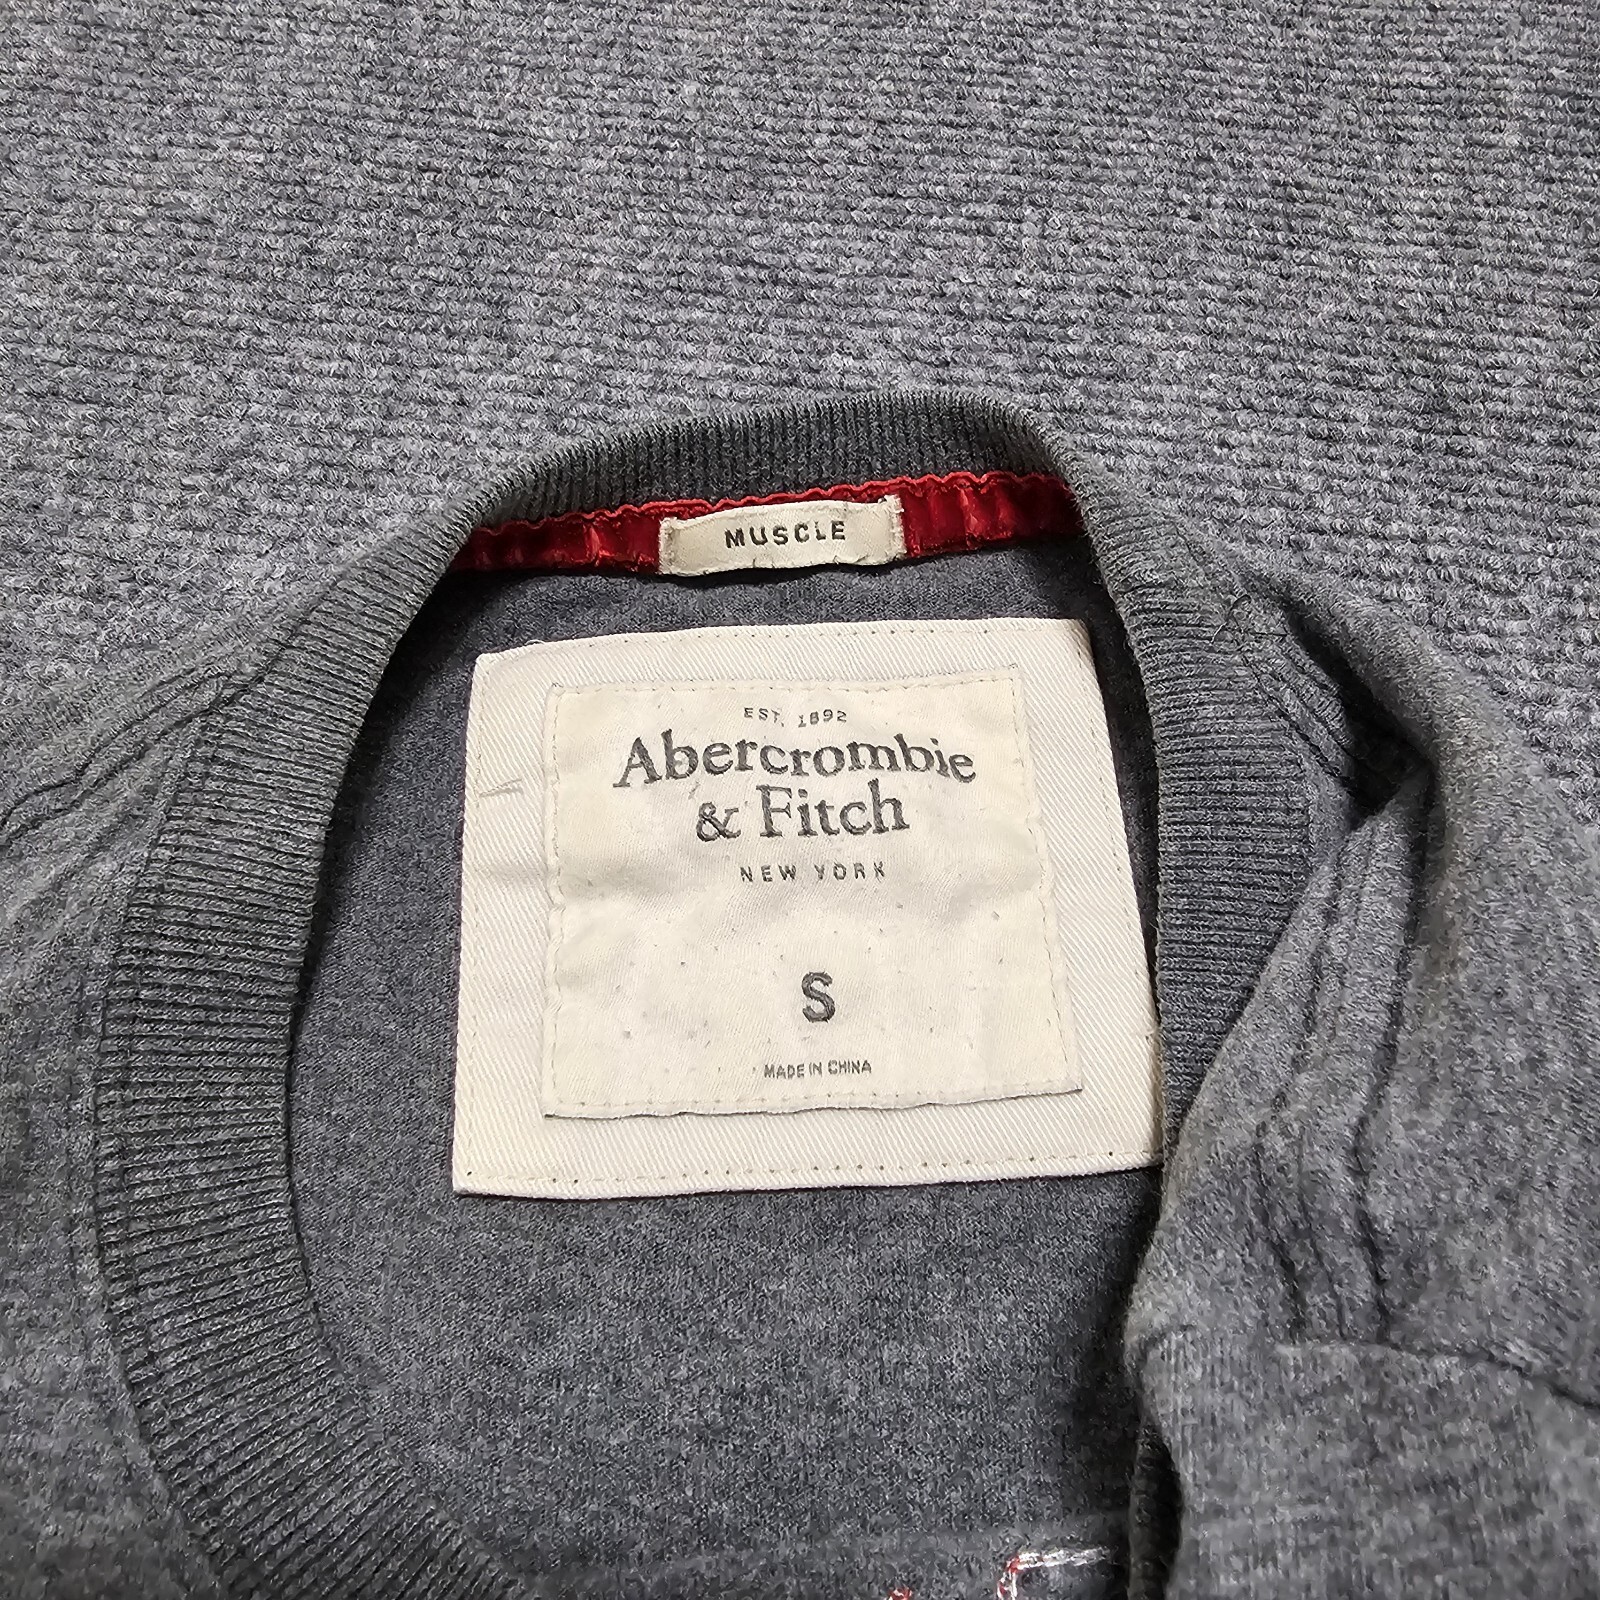 MUSCLE
EST. 1892
Abercrombie
& Fitch
NEW YORK
S
MADE IN CHINA